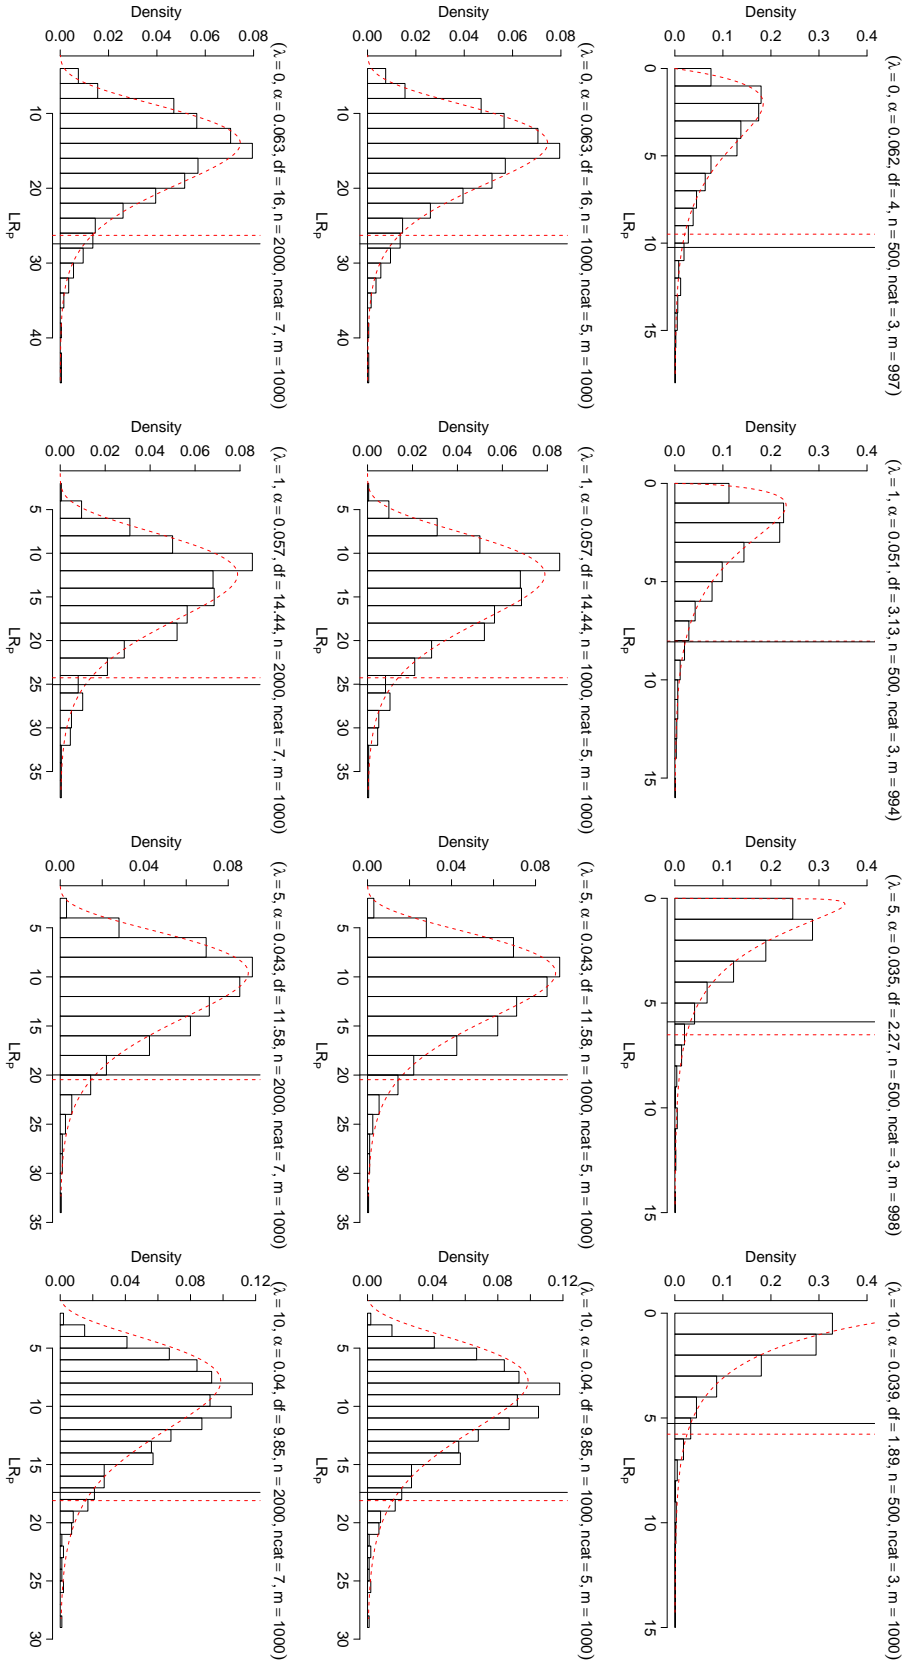 (λ = 0, α = 0.062, df = 4, n = 500, ncat = 3, m = 997)
Density
0.0 0.1 0.2 0.3 0.4
0 5 10 15
LR_P
(λ = 1, α = 0.051, df = 3.13, n = 500, ncat = 3, m = 994)
Density
0.0 0.1 0.2 0.3 0.4
0 5 10 15
LR_P
(λ = 5, α = 0.035, df = 2.27, n = 500, ncat = 3, m = 998)
Density
0.0 0.1 0.2 0.3 0.4
0 5 10 15
LR_P
(λ = 10, α = 0.039, df = 1.89, n = 500, ncat = 3, m = 1000)
Density
0.0 0.1 0.2 0.3 0.4
0 5 10 15
LR_P
(λ = 0, α = 0.063, df = 16, n = 1000, ncat = 5, m = 1000)
Density
0.00 0.02 0.04 0.06 0.08
10 20 30 40
LR_P
(λ = 1, α = 0.057, df = 14.44, n = 1000, ncat = 5, m = 1000)
Density
0.00 0.02 0.04 0.06 0.08
5 10 15 20 25 30 35
LR_P
(λ = 5, α = 0.043, df = 11.58, n = 1000, ncat = 5, m = 1000)
Density
0.00 0.04 0.08
5 10 15 20 25 30 35
LR_P
(λ = 10, α = 0.04, df = 9.85, n = 1000, ncat = 5, m = 1000)
Density
0.00 0.04 0.08 0.12
5 10 15 20 25 30
LR_P
(λ = 0, α = 0.063, df = 16, n = 2000, ncat = 7, m = 1000)
Density
0.00 0.02 0.04 0.06 0.08
10 20 30 40
LR_P
(λ = 1, α = 0.057, df = 14.44, n = 2000, ncat = 7, m = 1000)
Density
0.00 0.02 0.04 0.06 0.08
5 10 15 20 25 30 35
LR_P
(λ = 5, α = 0.043, df = 11.58, n = 2000, ncat = 7, m = 1000)
Density
0.00 0.04 0.08
5 10 15 20 25 30 35
LR_P
(λ = 10, α = 0.04, df = 9.85, n = 2000, ncat = 7, m = 1000)
Density
0.00 0.04 0.08 0.12
5 10 15 20 25 30
LR_P